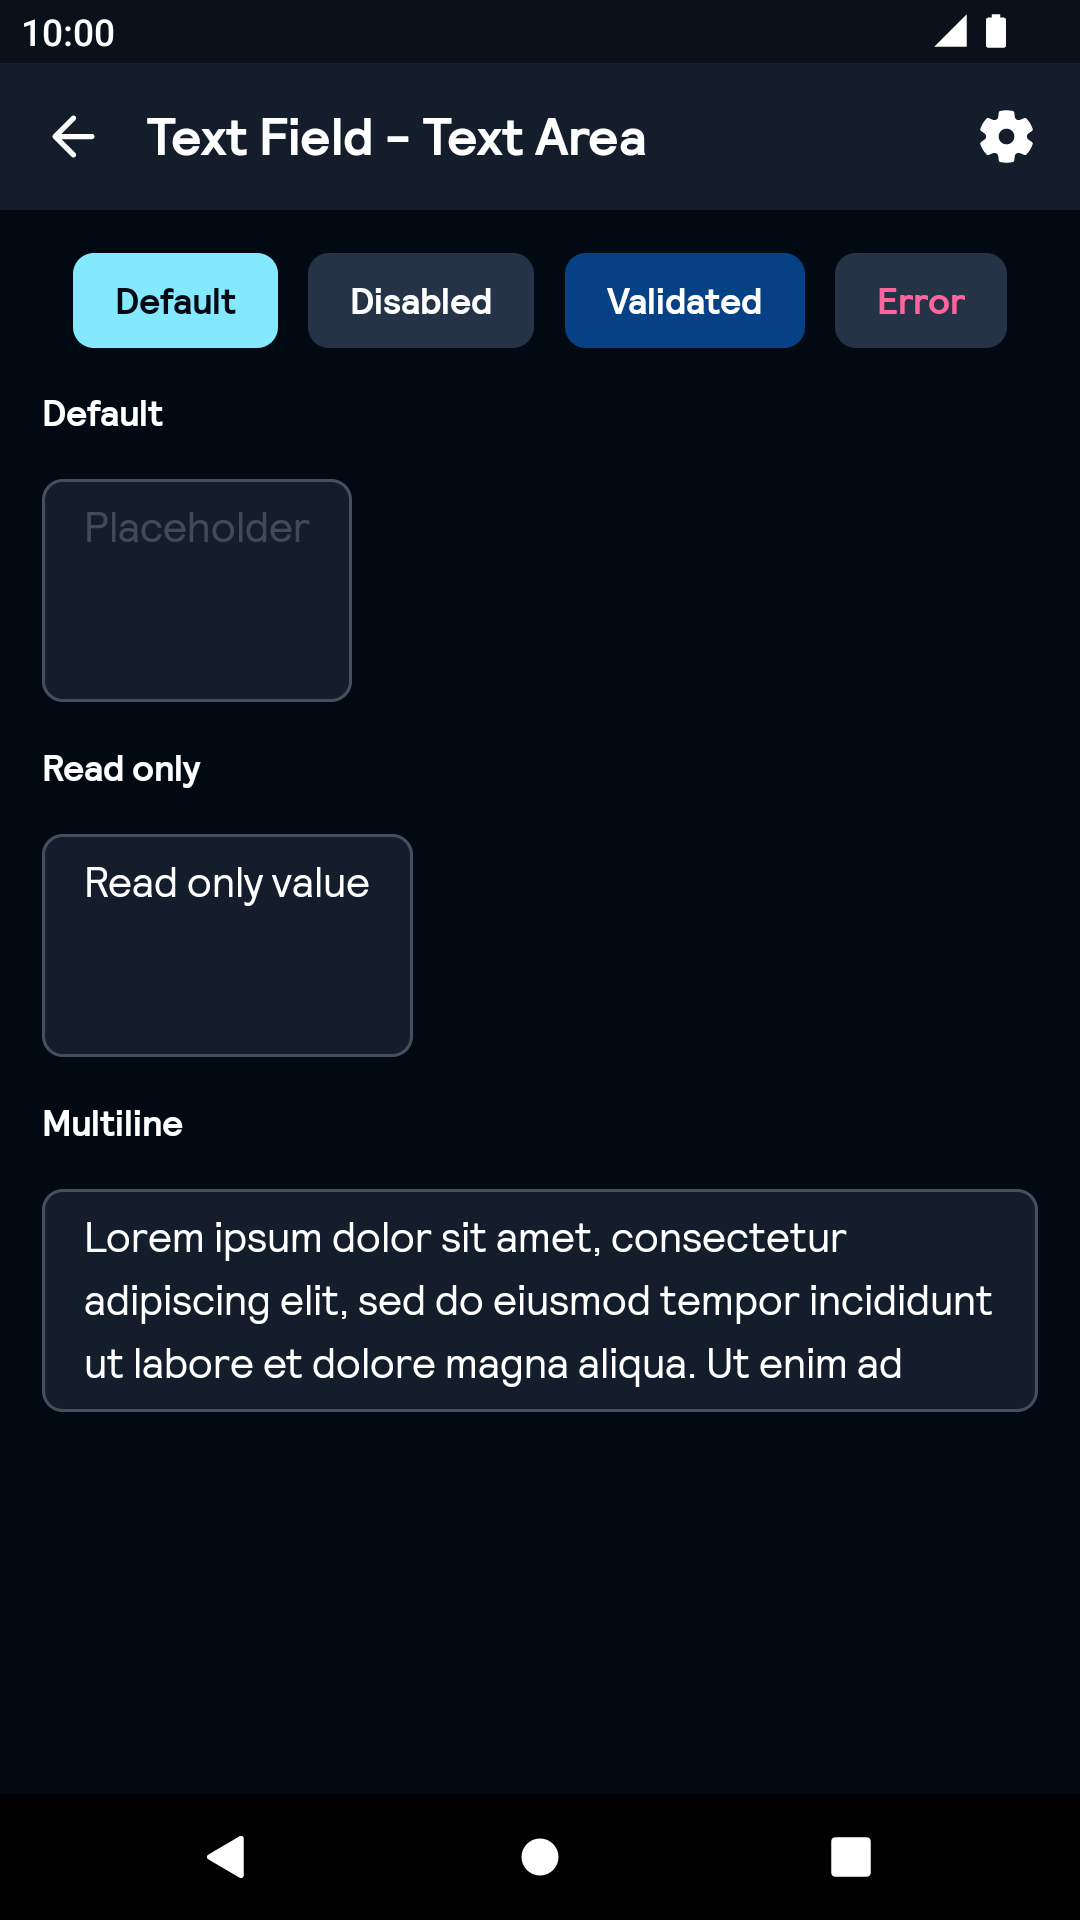 10:00
Text Field - Text Area
Default Disabled Validated Error
Default
Placeholder
Read only
Read only value
Multiline
Lorem ipsum dolor sit amet, consectetur
adipiscing elit, sed do eiusmod tempor incididunt
ut labore et dolore magna aliqua. Ut enim ad